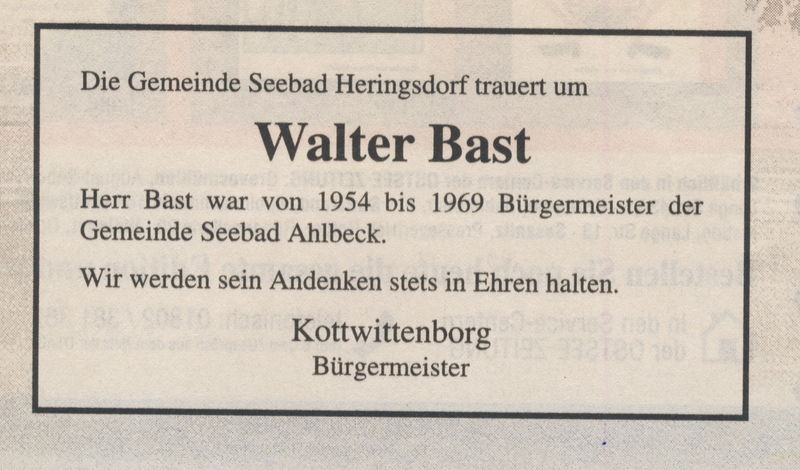 Die Gemeinde Seebad Heringsdorf trauert um
Walter Bast
Herr Bast war von 1954 bis 1969 Bürgermeister der
Gemeinde Seebad Ahlbeck.
Wir werden sein Andenken stets in Ehren halten.
Kottwittenborg
Bürgermeister